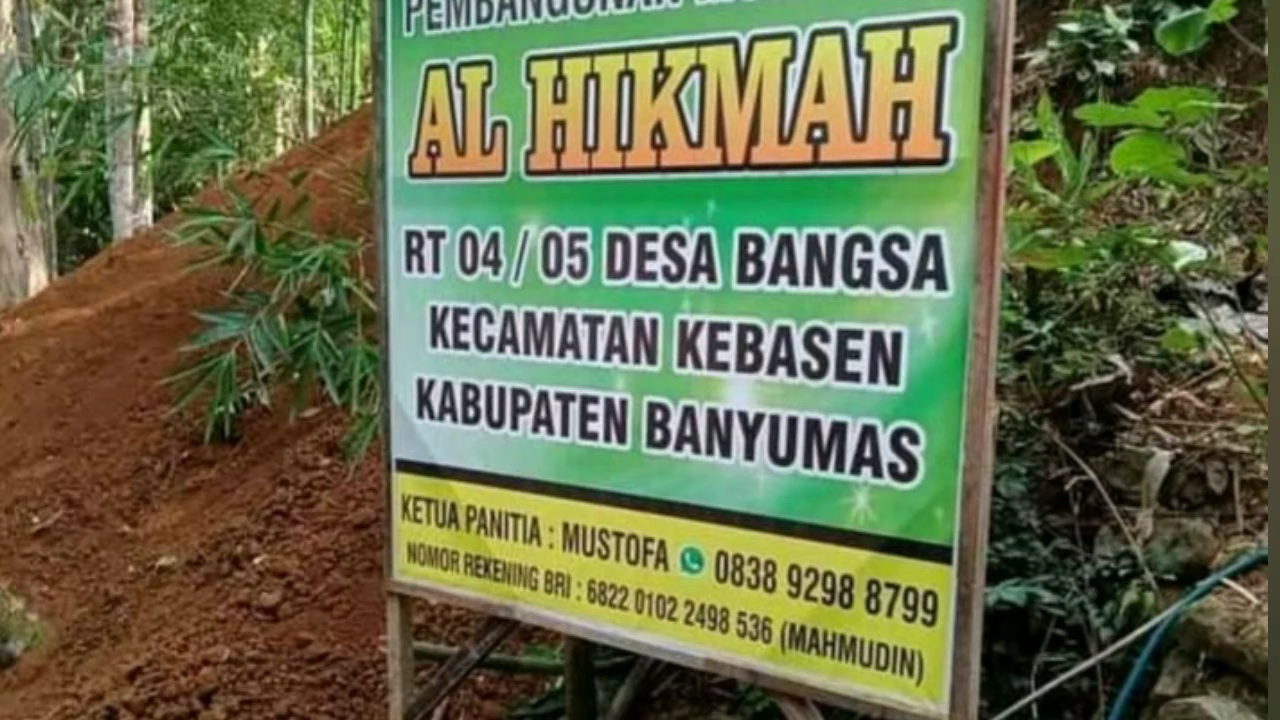 PEMBANGUNAN
AL HIKMAH
RT 04 / 05 DESA BANGSA
KECAMATAN KEBASEN
KABUPATEN BANYUMAS
KETUA PANITIA : MUSTOFA 0838 9298 8799
NOMOR REKENING BRI : 6822 0102 2498 536 (MAHMUDIN)